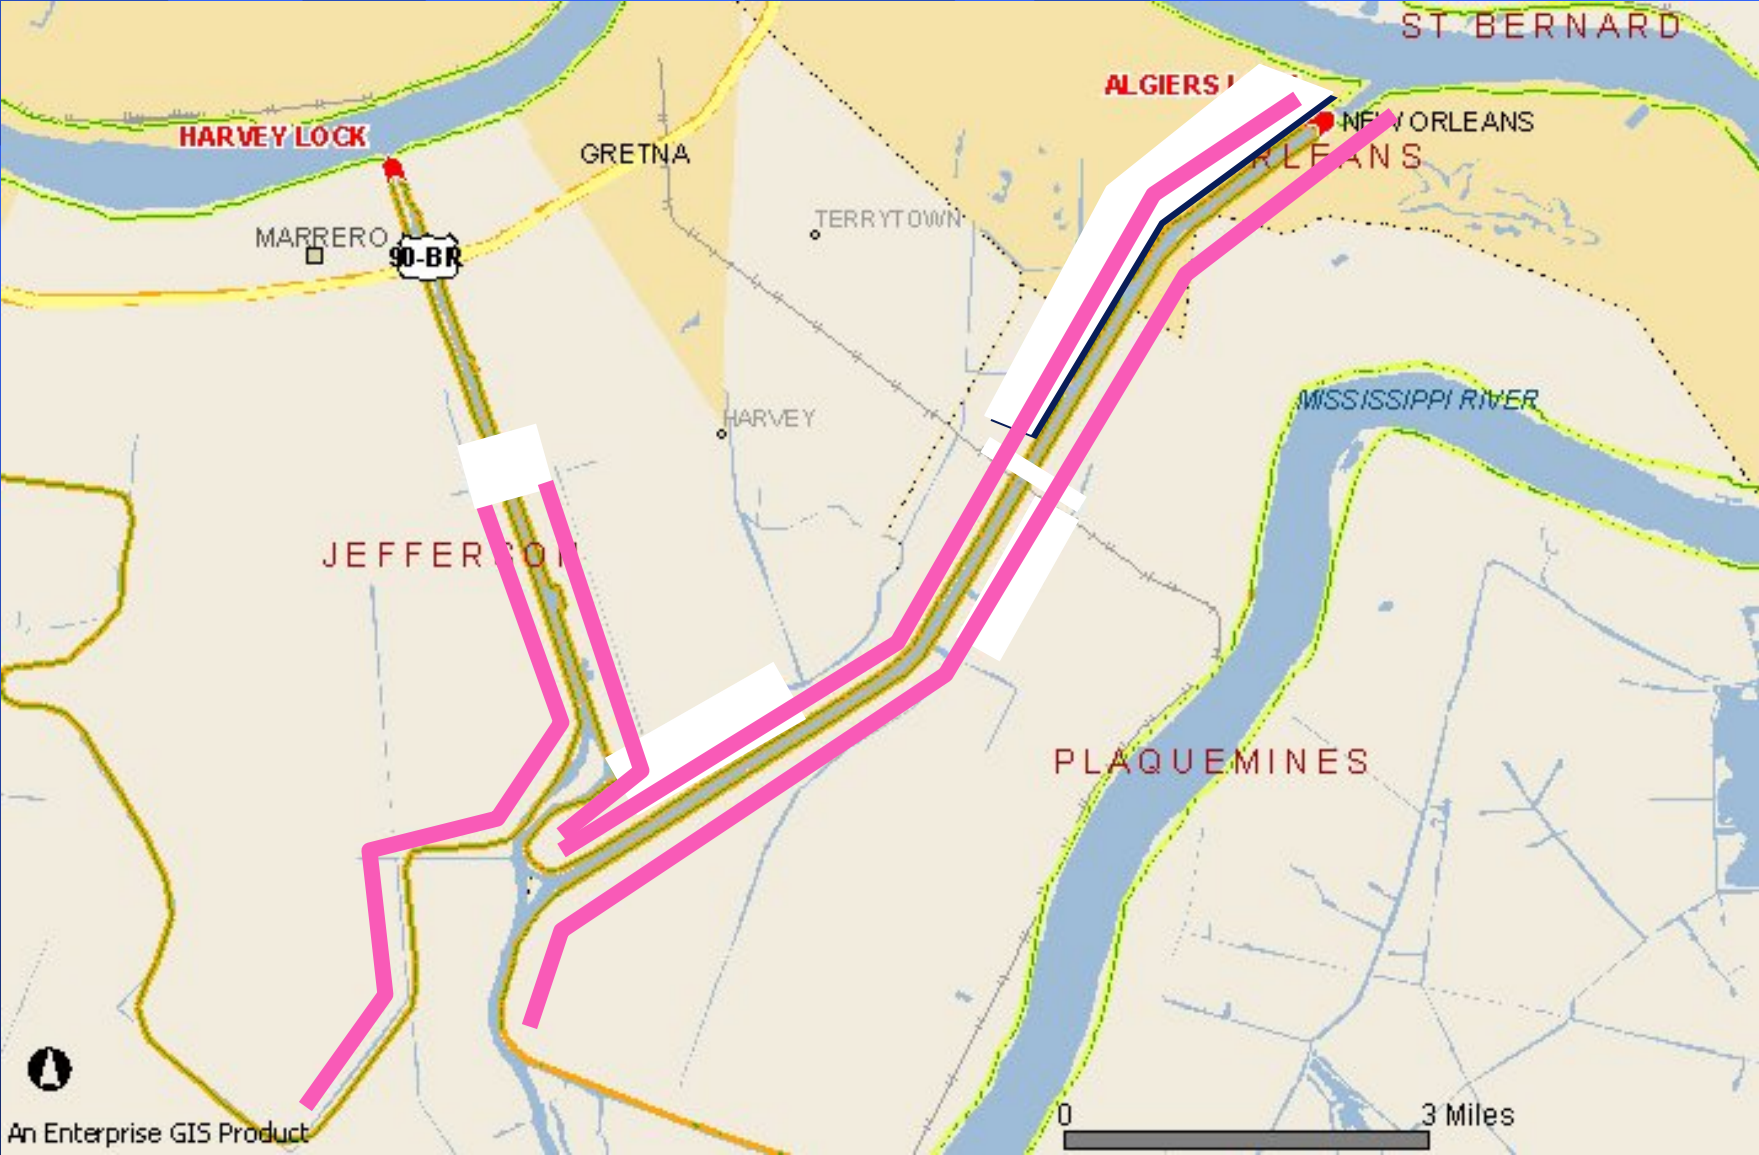 ST BERNARD
ALGIERS
HARVEY LOCK
NEW ORLEANS
GRETNA
RLEANS
TERRYTOWN
MARRERO
90-BR
MISSISSIPPI RIVER
HARVEY
JEFFERSON
PLAQUEMINES
0
3 Miles
An Enterprise GIS Product